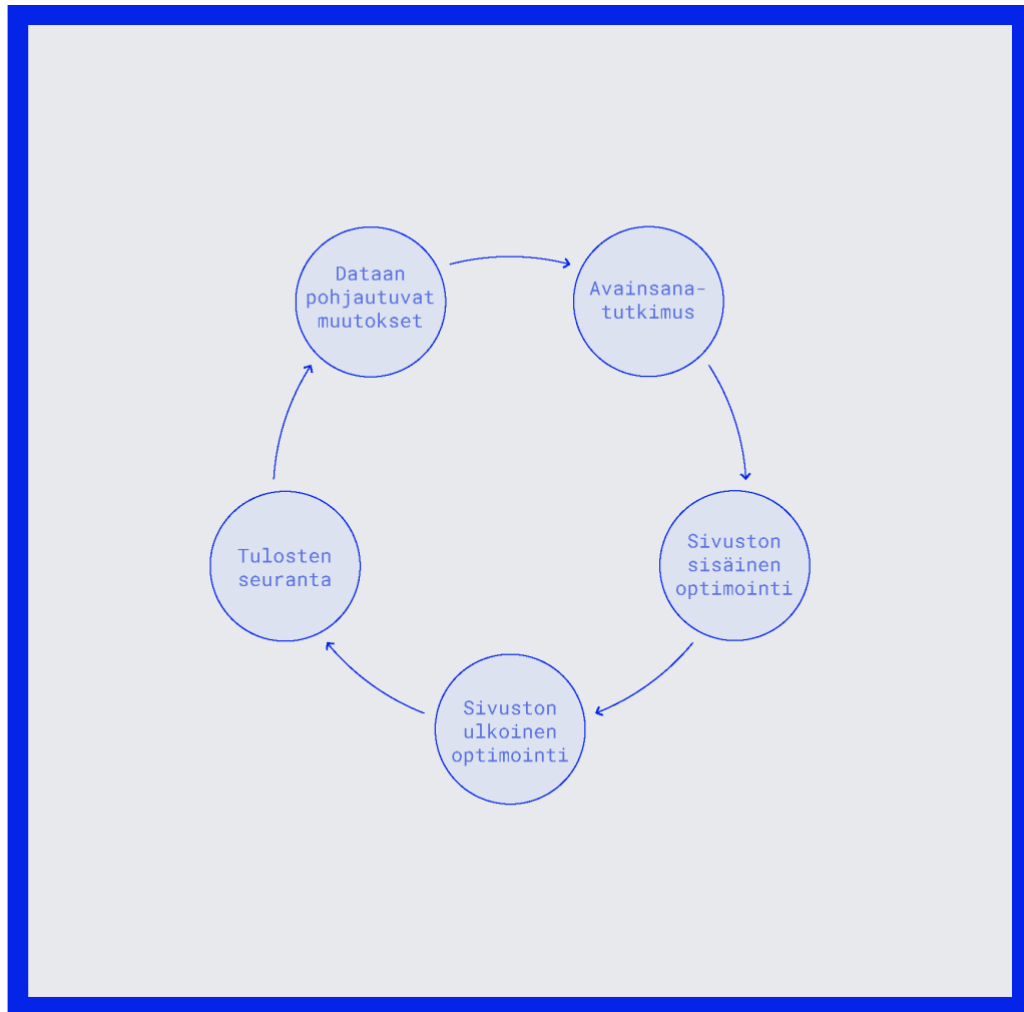 Dataan
pohjautuvat
muutokset
Avainsana-
tutkimus
Sivuston
sisäinen
optimointi
Sivuston
ulkoinen
optimointi
Tulosten
seuranta